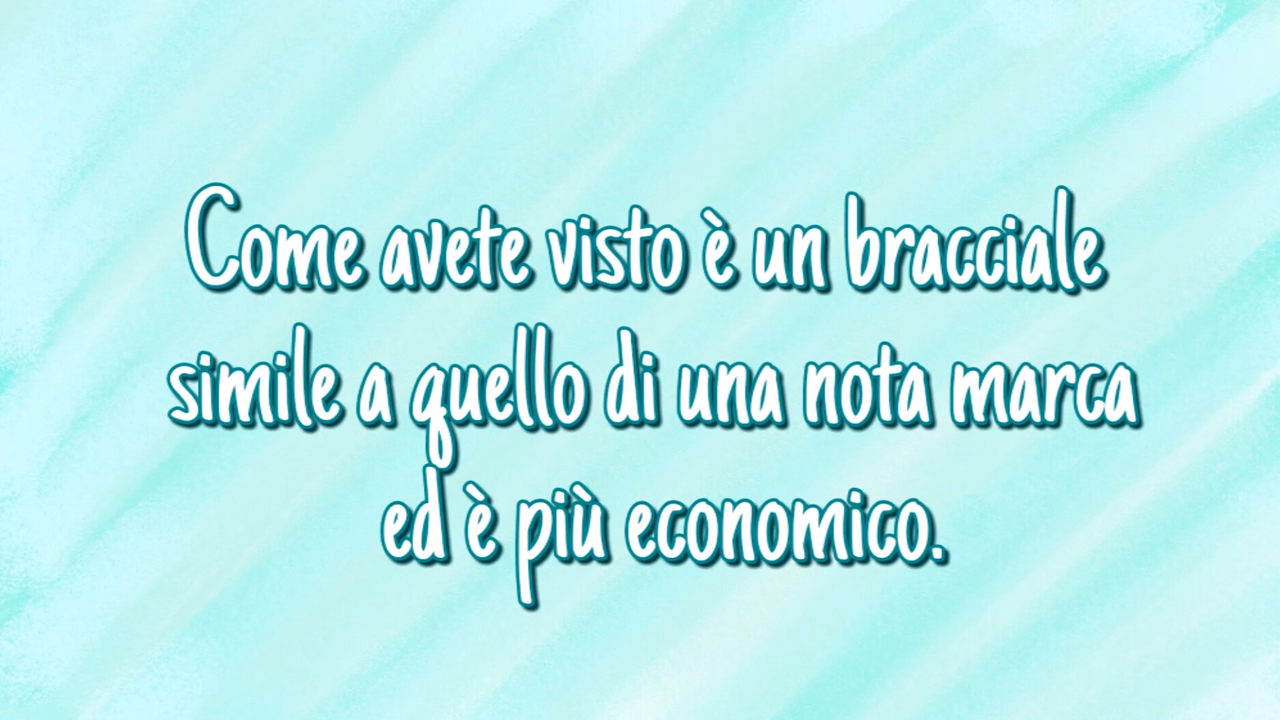 Come avete visto è un bracciale
simile a quello di una nota marca
ed è più economico.